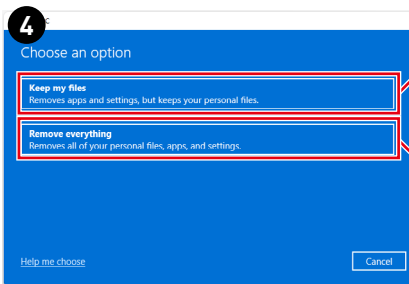 4
Choose an option
Keep my files
Removes apps and settings, but keeps your personal files.
Remove everything
Removes all of your personal files, apps, and settings.
Help me choose
Cancel